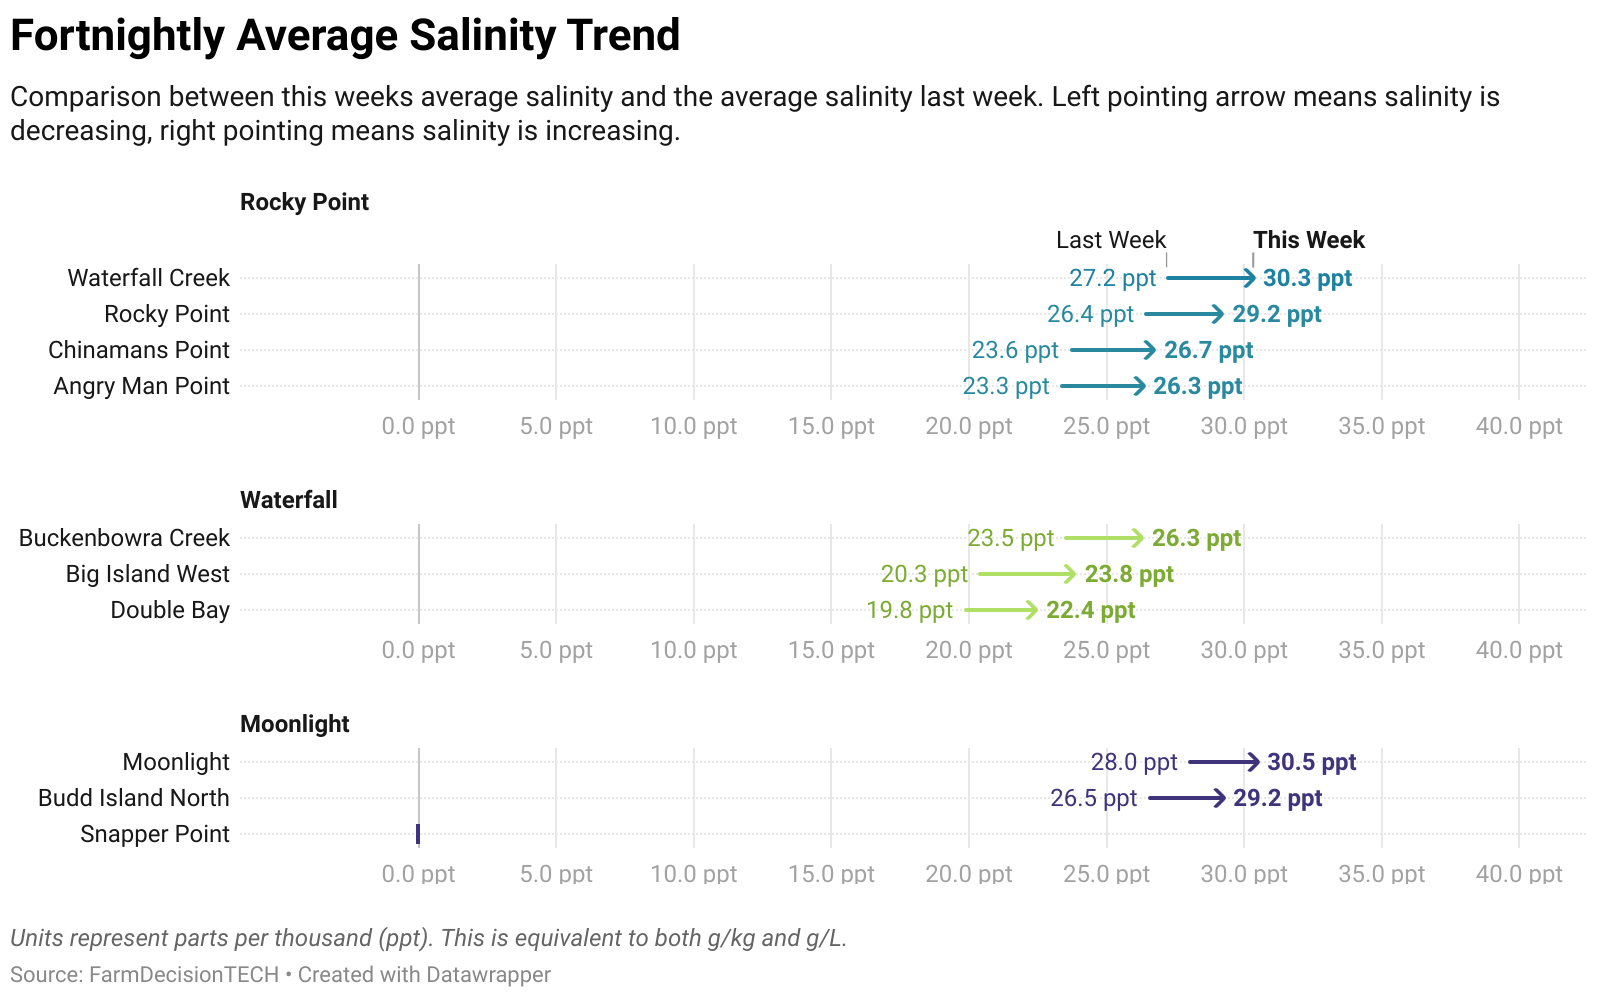 Fortnightly Average Salinity Trend
Comparison between this weeks average salinity and the average salinity last week. Left pointing arrow means salinity is
decreasing, right pointing means salinity is increasing.
Rocky Point
Last Week This Week
Waterfall Creek 27.2 ppt 30.3 ppt
Rocky Point 26.4 ppt 29.2 ppt
Chinamans Point 23.6 ppt 26.7 ppt
Angry Man Point 23.3 ppt 26.3 ppt
0.0 ppt 5.0 ppt 10.0 ppt 15.0 ppt 20.0 ppt 25.0 ppt 30.0 ppt 35.0 ppt 40.0 ppt
Waterfall
Buckenbowra Creek 23.5 ppt 26.3 ppt
Big Island West 20.3 ppt 23.8 ppt
Double Bay 19.8 ppt 22.4 ppt
0.0 ppt 5.0 ppt 10.0 ppt 15.0 ppt 20.0 ppt 25.0 ppt 30.0 ppt 35.0 ppt 40.0 ppt
Moonlight
Moonlight 28.0 ppt 30.5 ppt
Budd Island North 26.5 ppt 29.2 ppt
Snapper Point
0.0 ppt 5.0 ppt 10.0 ppt 15.0 ppt 20.0 ppt 25.0 ppt 30.0 ppt 35.0 ppt 40.0 ppt
Units represent parts per thousand (ppt). This is equivalent to both g/kg and g/L.
Source: FarmDecisionTECH • Created with Datawrapper